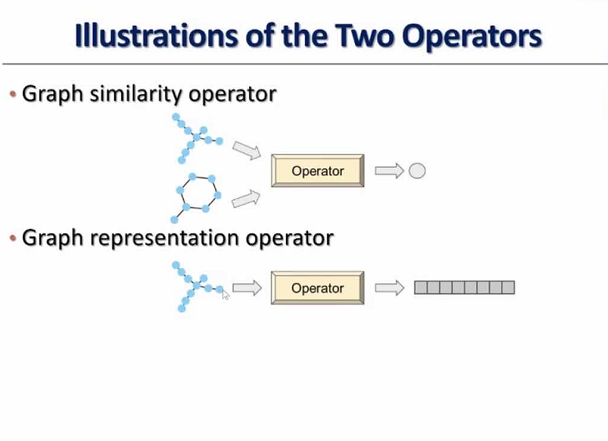 Illustrations of the Two Operators
• Graph similarity operator
Operator
• Graph representation operator
Operator